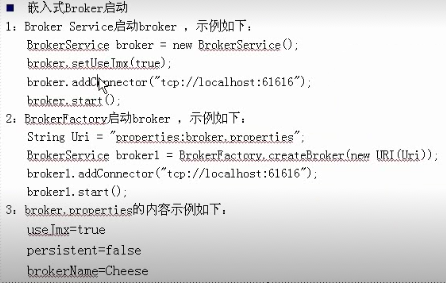 ■ 嵌入式Broker启动
1：Broker Service启动broker ，示例如下：
BrokerService broker = new BrokerService();
broker.setUseJmx(true);
broker.addConnector("tcp://localhost:61616");
broker.start();
2：BrokerFactory启动broker ，示例如下：
String Uri = "properties:broker.properties";
BrokerService broker1 = BrokerFactory.createBroker(new URI(Uri));
broker1.addConnector("tcp://localhost:61616");
broker1.start();
3：broker.properties的内容示例如下：
useJmx=true
persistent=false
brokerName=Cheese